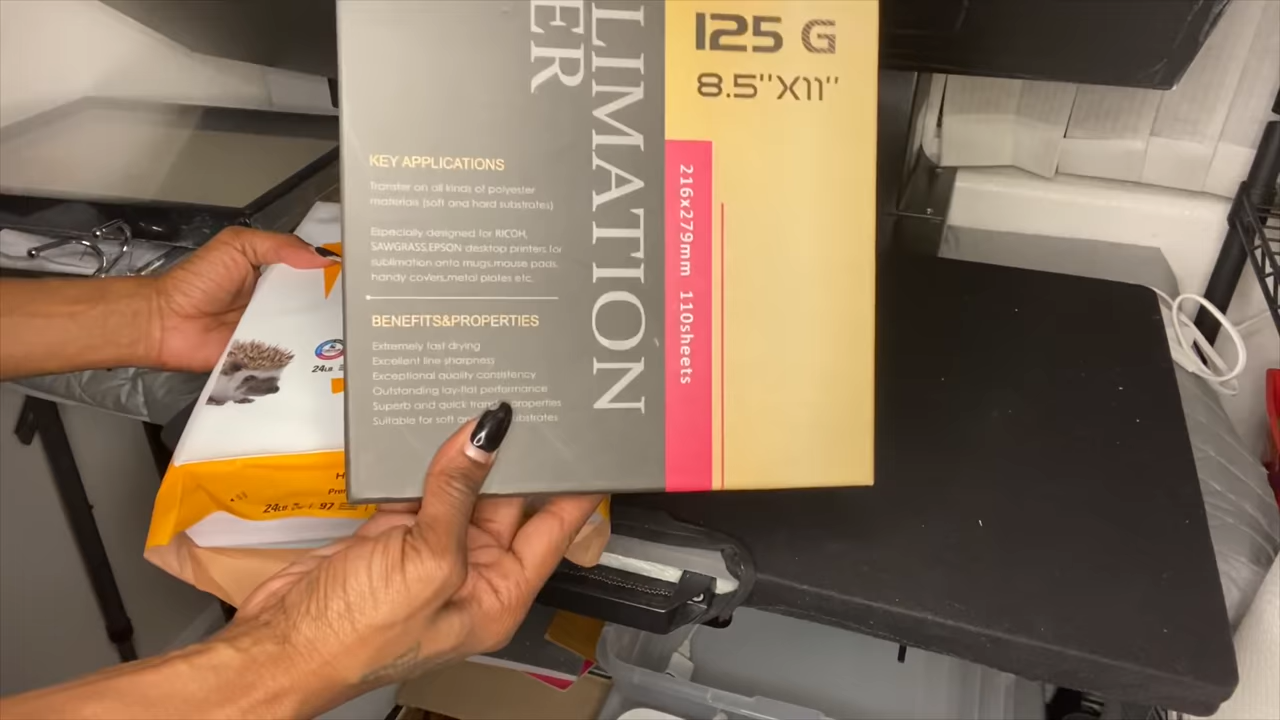 LIMATION
ER
125 G
8.5"X11"
216x279mm 110sheets
KEY APPLICATIONS
Transfer on all kinds of polyester
materials (soft and hard substrates)
Especially designed for RICOH,
SAWGRASS,EPSON desktop printers,for
sublimation onto mugs,mouse pads,
handy covers,metal plates etc.
BENEFITS&PROPERTIES
Extremely fast drying
Excellent line sharpness
Exceptional quality consistency
Outstanding lay-flat performance
Superb and quick properties
Suitable for soft
24LB
24LB 97